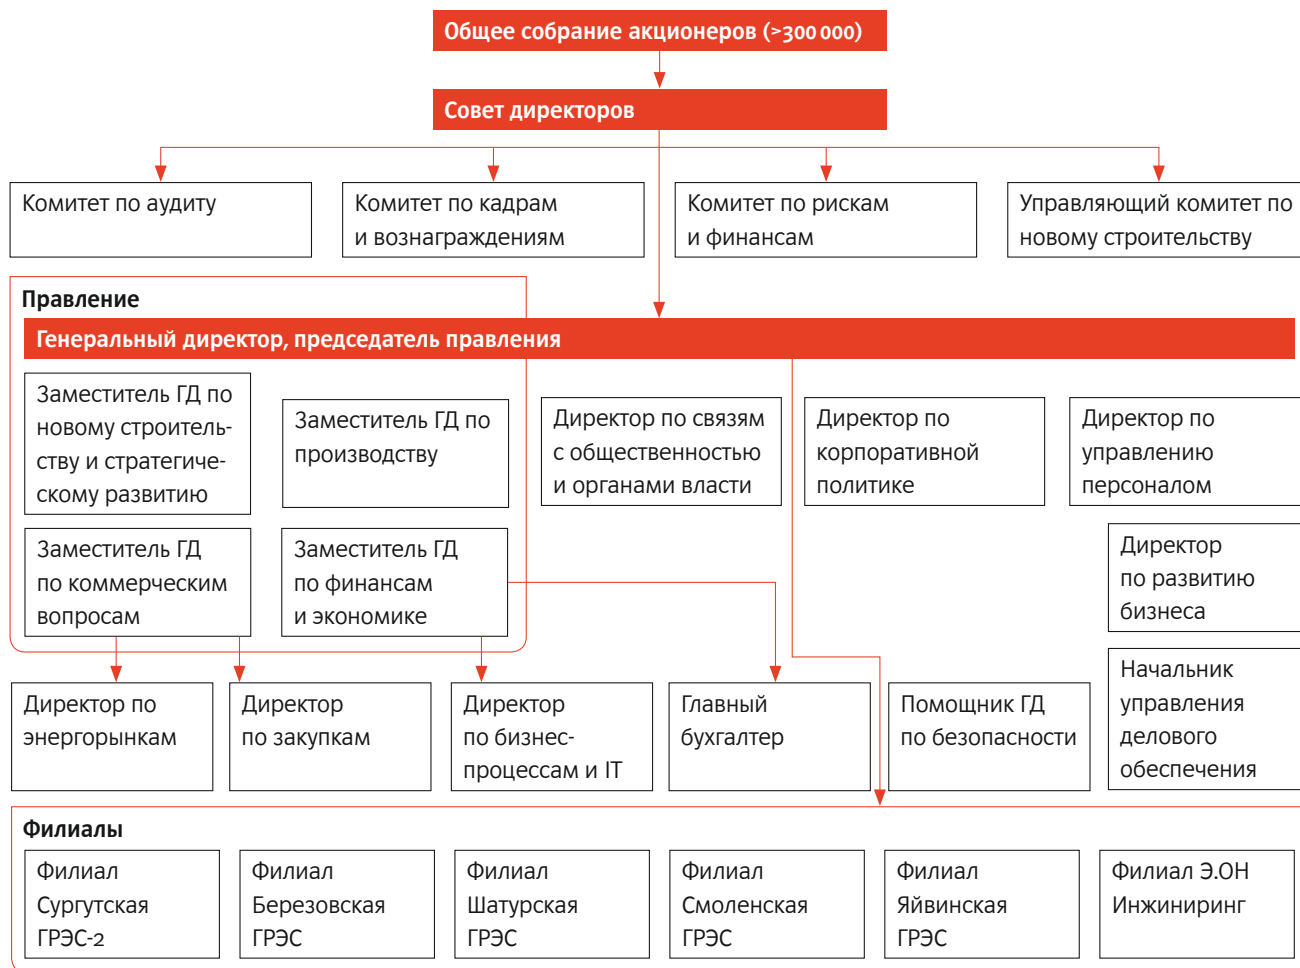 Общее собрание акционеров (>300 000)
Совет директоров
Комитет по аудиту
Комитет по кадрам
и вознаграждениям
Комитет по рискам
и финансам
Управляющий комитет по
новому строительству
Правление
Генеральный директор, председатель правления
Заместитель ГД по
новому строитель-
ству и стратегиче-
скому развитию
Заместитель ГД по
производству
Директор по связям
с общественностью
и органами власти
Директор по
корпоративной
политике
Директор по
управлению
персоналом
Заместитель ГД
по коммерческим
вопросам
Заместитель ГД
по финансам
и экономике
Директор
по развитию
бизнеса
Директор по
энергорынкам
Директор
по закупкам
Директор
по бизнес-
процессам и IT
Главный
бухгалтер
Помощник ГД
по безопасности
Начальник
управления
делового
обеспечения
Филиалы
Филиал
Сургутская
ГРЭС-2
Филиал
Березовская
ГРЭС
Филиал
Шатурская
ГРЭС
Филиал
Смоленская
ГРЭС
Филиал
Яйвинская
ГРЭС
Филиал Э.ОН
Инжиниринг